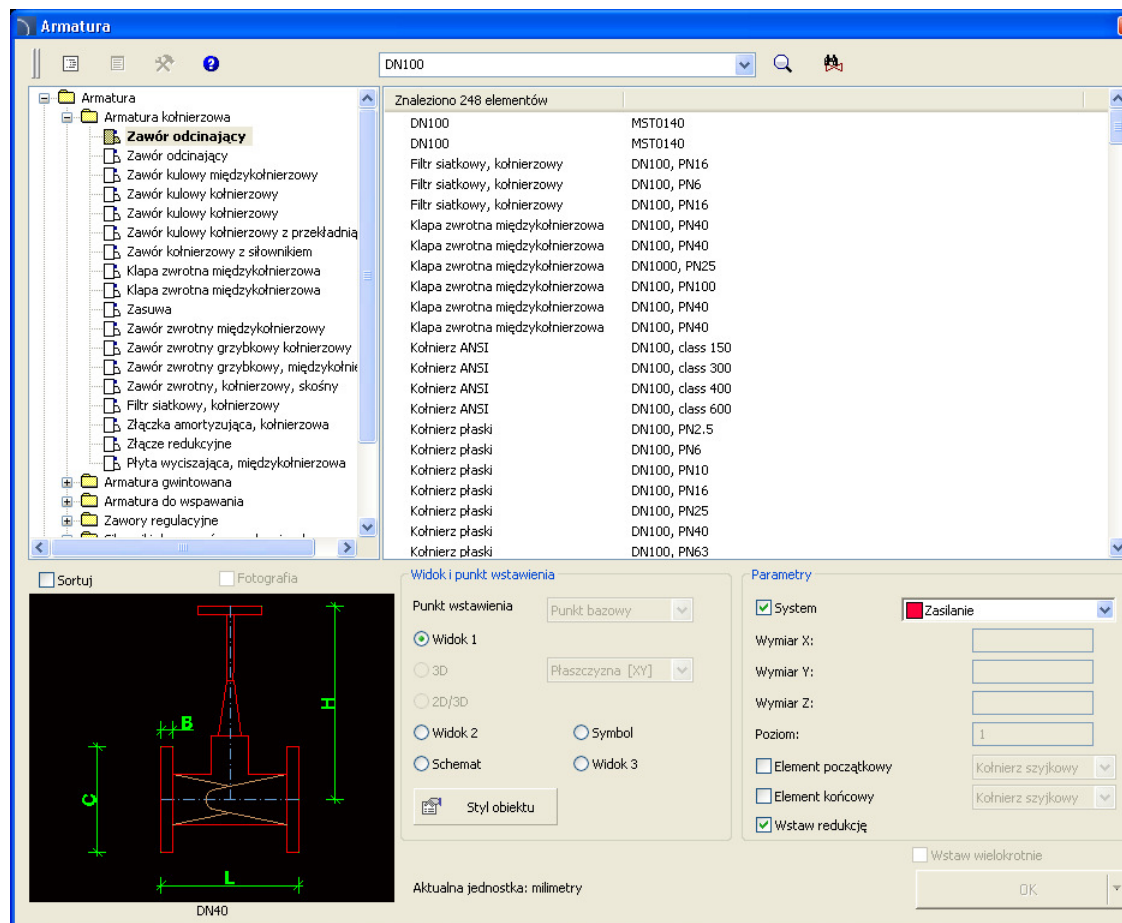 Armatura
DN100
Armatura
Armatura kołnierzowa
Zawór odcinający
Zawór odcinający
Zawór kulowy międzykołnierzowy
Zawór kulowy kołnierzowy
Zawór kulowy kołnierzowy
Zawór kulowy kołnierzowy z przekładnią
Zawór kołnierzowy z siłownikiem
Klapa zwrotna międzykołnierzowa
Klapa zwrotna międzykołnierzowa
Zasuwa
Zawór zwrotny międzykołnierzowy
Zawór zwrotny grzybkowy kołnierzowy
Zawór zwrotny grzybkowy, międzykołnie
Zawór zwrotny, kołnierzowy, skośny
Filtr siatkowy, kołnierzowy
Złączka amortyzująca, kołnierzowa
Złącze redukcyjne
Płyta wyciszająca, międzykołnierzowa
Armatura gwintowana
Armatura do wspawania
Zawory regulacyjne
Znaleziono 248 elementów
DN100 MST0140
DN100 MST0140
Filtr siatkowy, kołnierzowy DN100, PN16
Filtr siatkowy, kołnierzowy DN100, PN6
Filtr siatkowy, kołnierzowy DN100, PN16
Klapa zwrotna międzykołnierzowa DN100, PN40
Klapa zwrotna międzykołnierzowa DN100, PN40
Klapa zwrotna międzykołnierzowa DN1000, PN25
Klapa zwrotna międzykołnierzowa DN100, PN100
Klapa zwrotna międzykołnierzowa DN100, PN40
Klapa zwrotna międzykołnierzowa DN100, PN40
Kołnierz ANSI DN100, class 150
Kołnierz ANSI DN100, class 300
Kołnierz ANSI DN100, class 400
Kołnierz ANSI DN100, class 600
Kołnierz płaski DN100, PN2.5
Kołnierz płaski DN100, PN6
Kołnierz płaski DN100, PN10
Kołnierz płaski DN100, PN16
Kołnierz płaski DN100, PN25
Kołnierz płaski DN100, PN40
Kołnierz płaski DN100, PN63
Sortuj Fotografia
B
H
C
L
DN40
Widok i punkt wstawienia
Punkt wstawienia Punkt bazowy
Widok 1
3D Płaszczyzna [XY]
2D/3D
Widok 2 Symbol
Schemat Widok 3
Styl obiektu
Aktualna jednostka: milimetry
Parametry
System Zasilanie
Wymiar X:
Wymiar Y:
Wymiar Z:
Poziom: 1
Element początkowy Kołnierz szyjkowy
Element końcowy Kołnierz szyjkowy
Wstaw redukcję
Wstaw wielokrotnie
OK